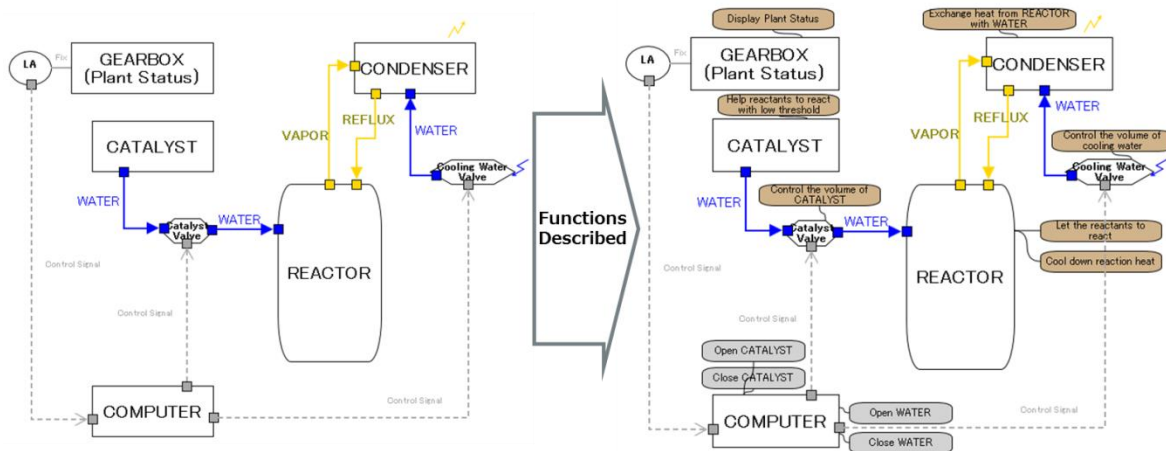 LA
Fix
GEARBOX
(Plant Status)
CONDENSER
VAPOR
REFLUX
WATER
CATALYST
Cooling Water
Valve
WATER
WATER
Catalyst
Valve
REACTOR
Control Signal
Control Signal
Control Signal
COMPUTER
Functions
Described
Display Plant Status
Exchange heat from REACTOR
with WATER
LA
Fix
GEARBOX
(Plant Status)
CONDENSER
Help reactants to react
with low threshold
VAPOR
REFLUX
WATER
Control the volume of
cooling water
CATALYST
Cooling Water
Valve
Control the volume of
CATALYST
WATER
WATER
Catalyst
Valve
Let the reactants to
react
Cool down reaction heat
REACTOR
Control Signal
Control Signal
Open CATALYST
Close CATALYST
COMPUTER
Open WATER
Control Signal
Close WATER